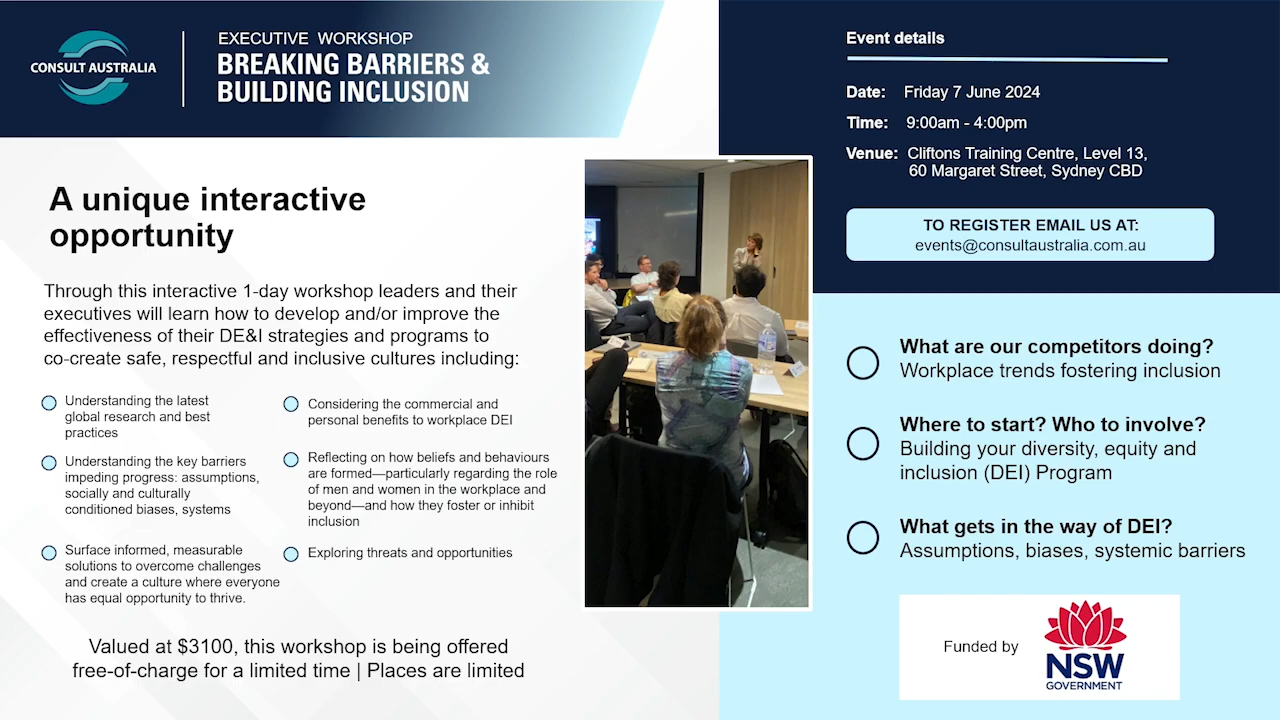 CONSULT AUSTRALIA
EXECUTIVE WORKSHOP
BREAKING BARRIERS &
BUILDING INCLUSION
A unique interactive
opportunity
Through this interactive 1-day workshop leaders and their
executives will learn how to develop and/or improve the
effectiveness of their DE&I strategies and programs to
co-create safe, respectful and inclusive cultures including:
Understanding the latest
global research and best
practices
Understanding the key barriers
impeding progress: assumptions,
socially and culturally
conditioned biases, systems
Surface informed, measurable
solutions to overcome challenges
and create a culture where everyone
has equal opportunity to thrive.
Considering the commercial and
personal benefits to workplace DEI
Reflecting on how beliefs and behaviours
are formed—particularly regarding the role
of men and women in the workplace and
beyond—and how they foster or inhibit
inclusion
Exploring threats and opportunities
Valued at $3100, this workshop is being offered
free-of-charge for a limited time | Places are limited
Event details
Date: Friday 7 June 2024
Time: 9:00am - 4:00pm
Venue: Cliftons Training Centre, Level 13,
60 Margaret Street, Sydney CBD
TO REGISTER EMAIL US AT:
events@consultaustralia.com.au
What are our competitors doing?
Workplace trends fostering inclusion
Where to start? Who to involve?
Building your diversity, equity and
inclusion (DEI) Program
What gets in the way of DEI?
Assumptions, biases, systemic barriers
Funded by
NSW
GOVERNMENT